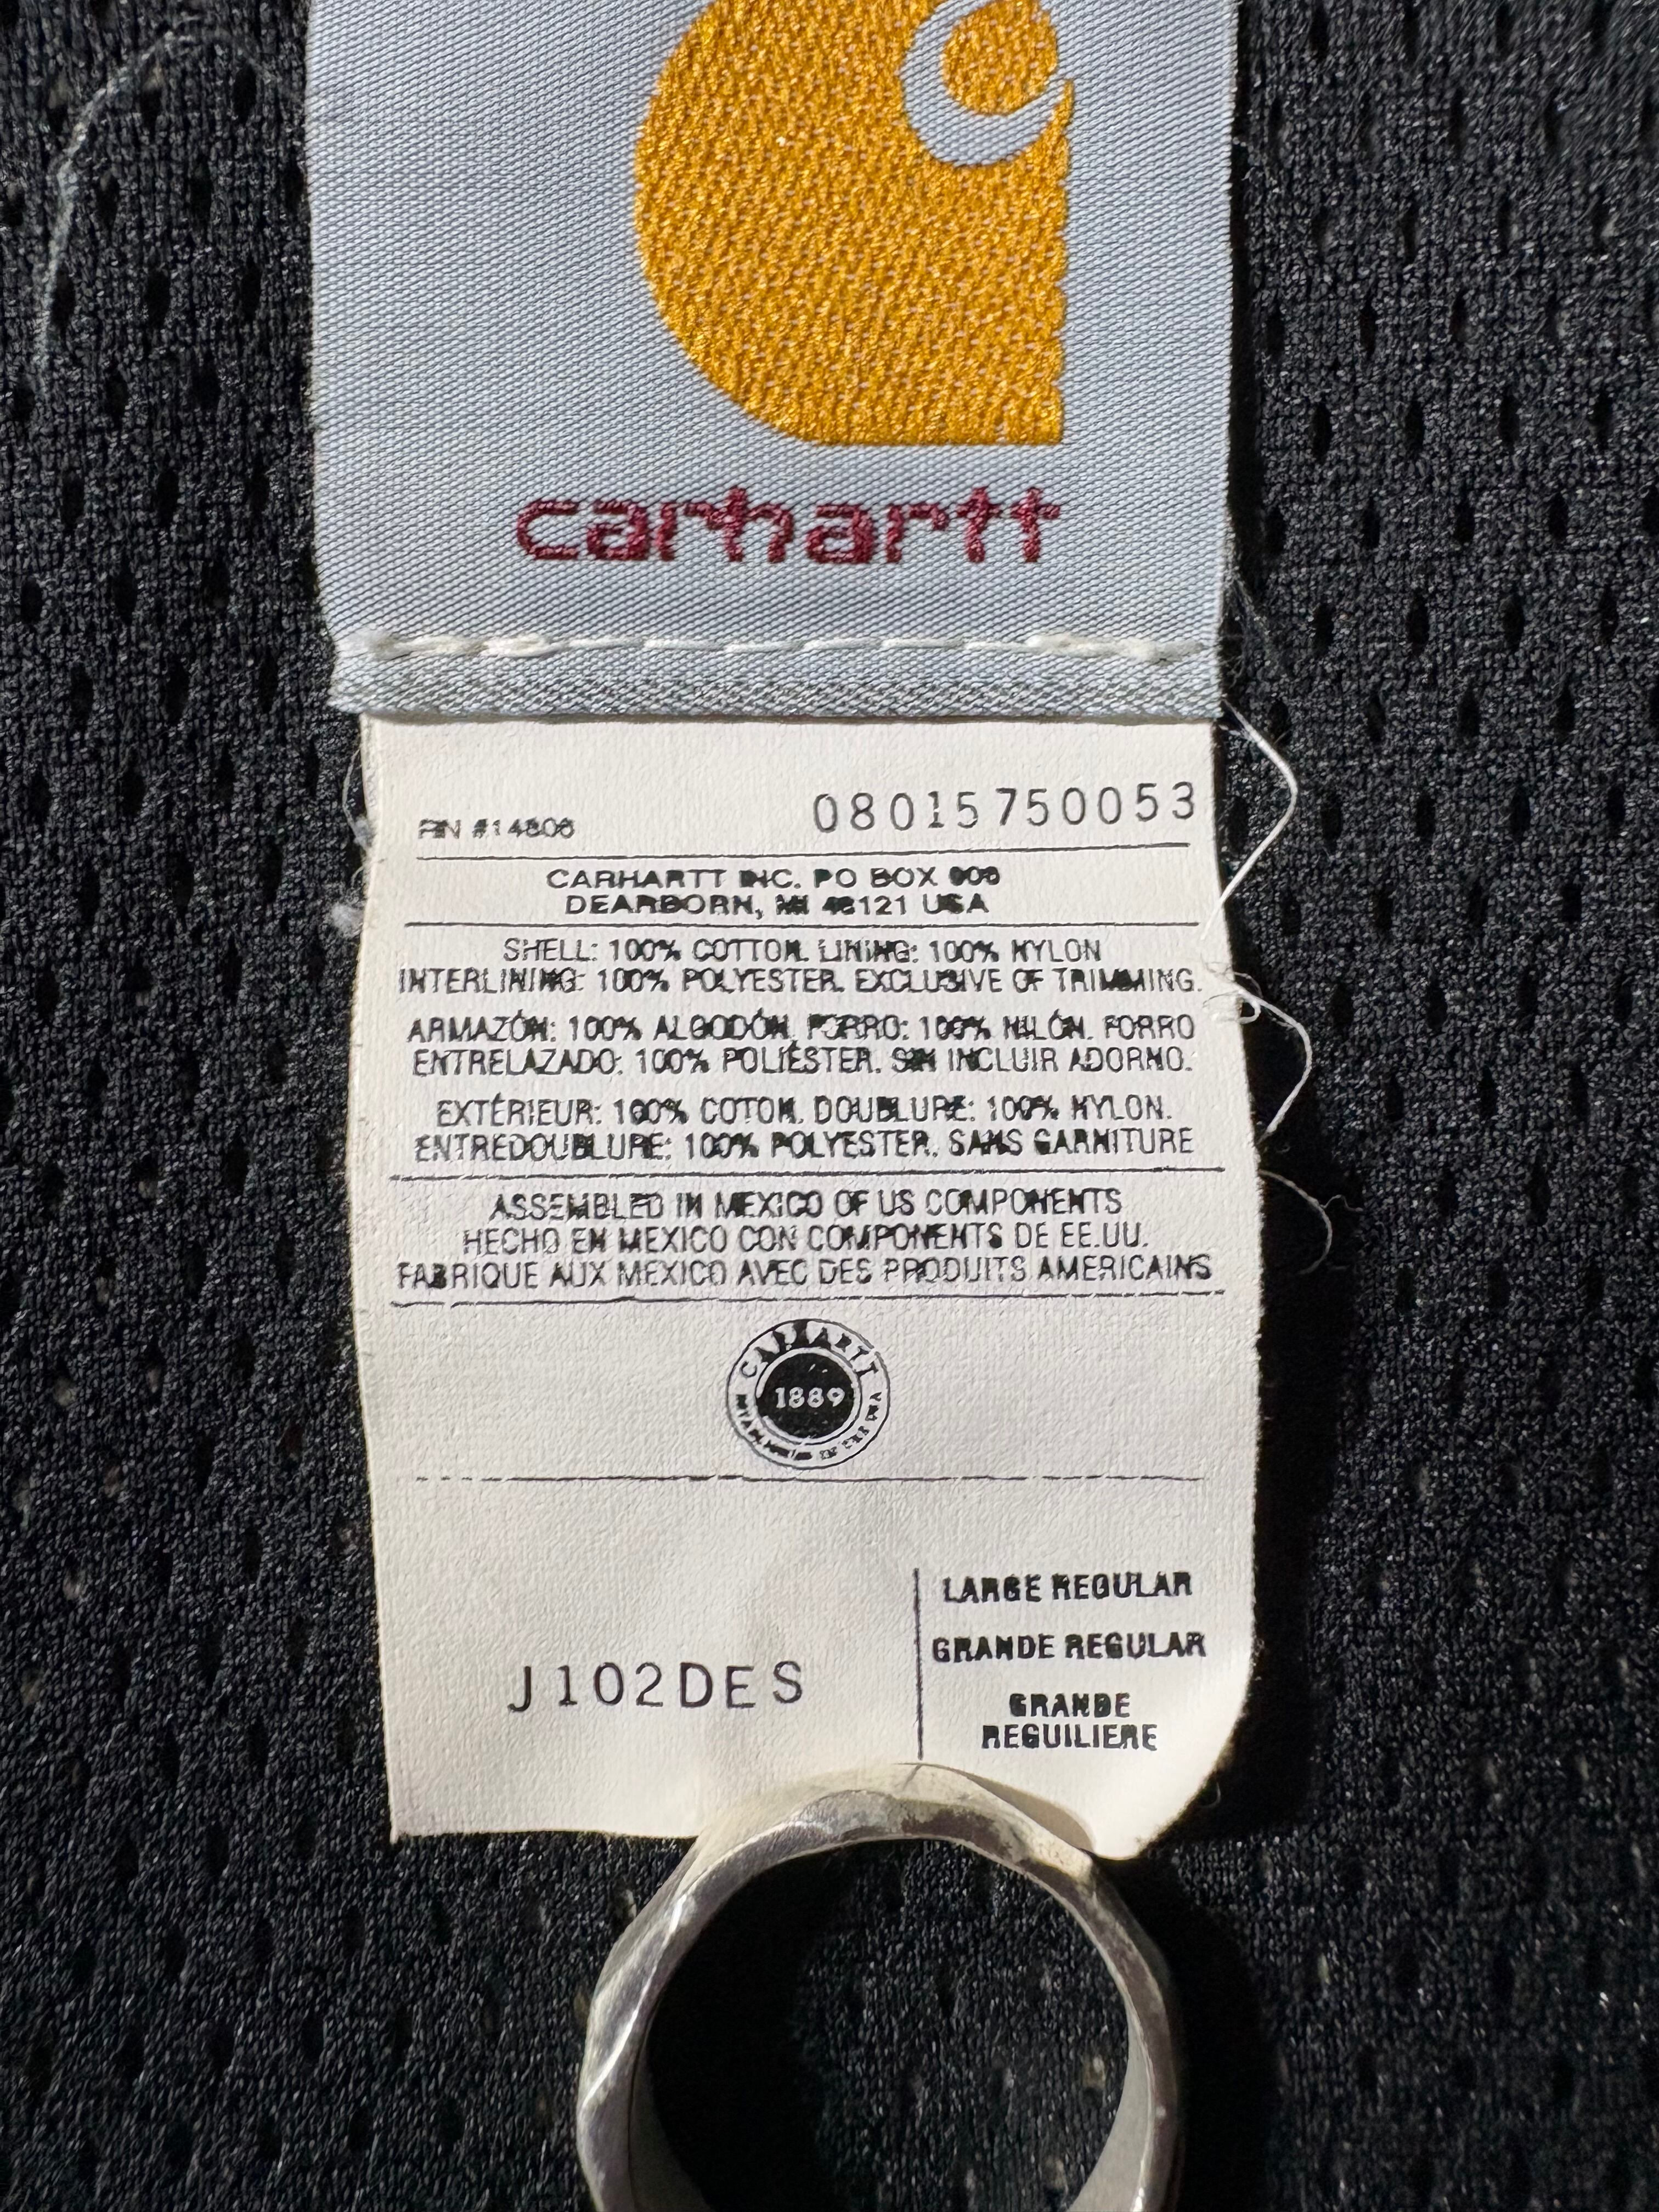 carhartt
RN #14806 08015750053
CARHARTT INC. PO BOX 600
DEARBORN, MI 48121 USA
SHELL: 100% COTTON. LINING: 100% NYLON
INTERLINING: 100% POLYESTER. EXCLUSIVE OF TRIMMING.
ARMAZÓN: 100% ALGODÓN. FORRO: 100% NILÓN. FORRO
ENTRELAZADO: 100% POLIÉSTER. SIN INCLUIR ADORNO.
EXTÉRIEUR: 100% COTON. DOUBLURE: 100% NYLON.
ENTREDOUBLURE: 100% POLYESTER. SANS GARNITURE
ASSEMBLED IN MEXICO OF US COMPONENTS
HECHO EN MEXICO CON COMPONENTS DE EE.UU.
FABRIQUE AUX MEXICO AVEC DES PRODUITS AMERICAINS
CARHARTT
1889
LARGE REGULAR
GRANDE REGULAR
J102DES
GRANDE
REGUILIERE